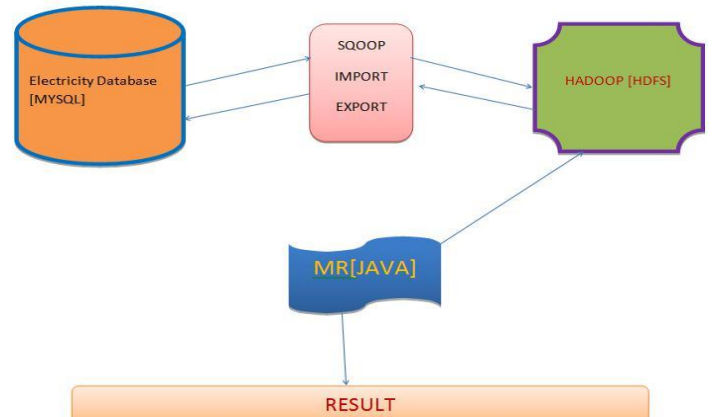 Electricity Database
[MYSQL]
SQOOP
IMPORT
EXPORT
HADOOP [HDFS]
MR[JAVA]
RESULT